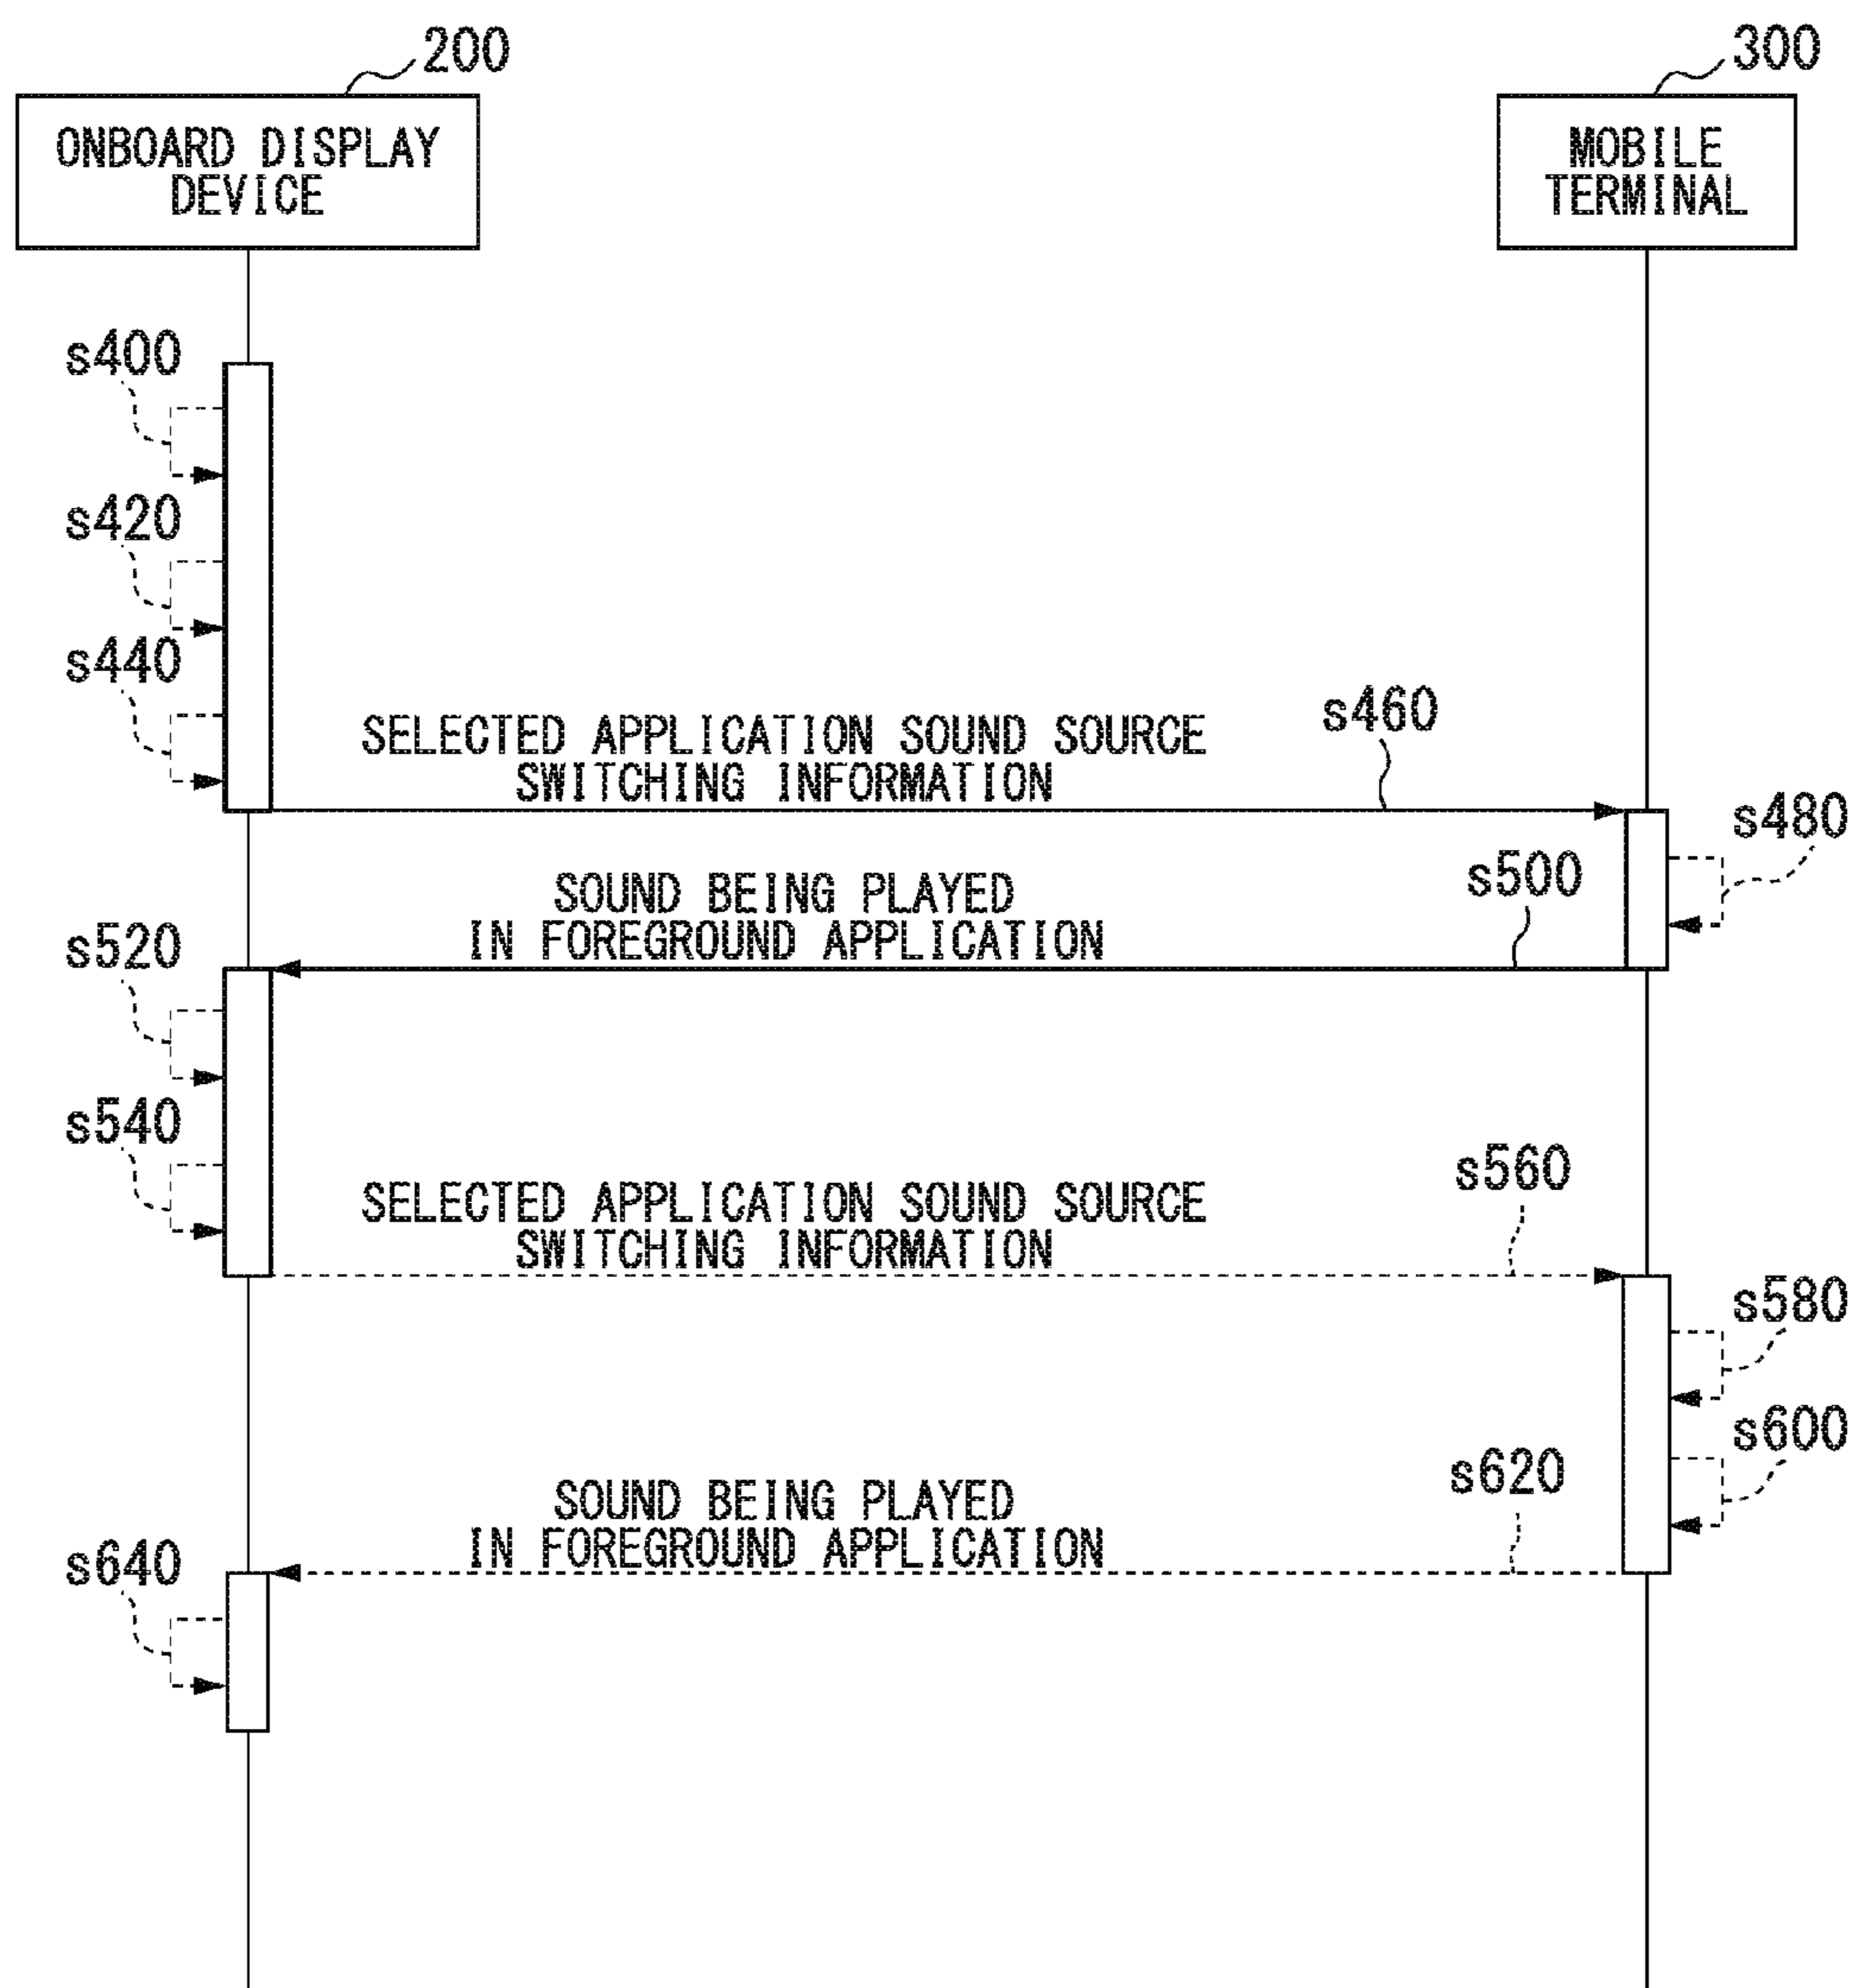 200
300
ONBOARD DISPLAY
DEVICE
MOBILE
TERMINAL
s400
s420
s440
SELECTED APPLICATION SOUND SOURCE
SWITCHING INFORMATION
s460
s480
SOUND BEING PLAYED
IN FOREGROUND APPLICATION
s500
s520
s540
SELECTED APPLICATION SOUND SOURCE
SWITCHING INFORMATION
s560
s580
s600
SOUND BEING PLAYED
IN FOREGROUND APPLICATION
s620
s640